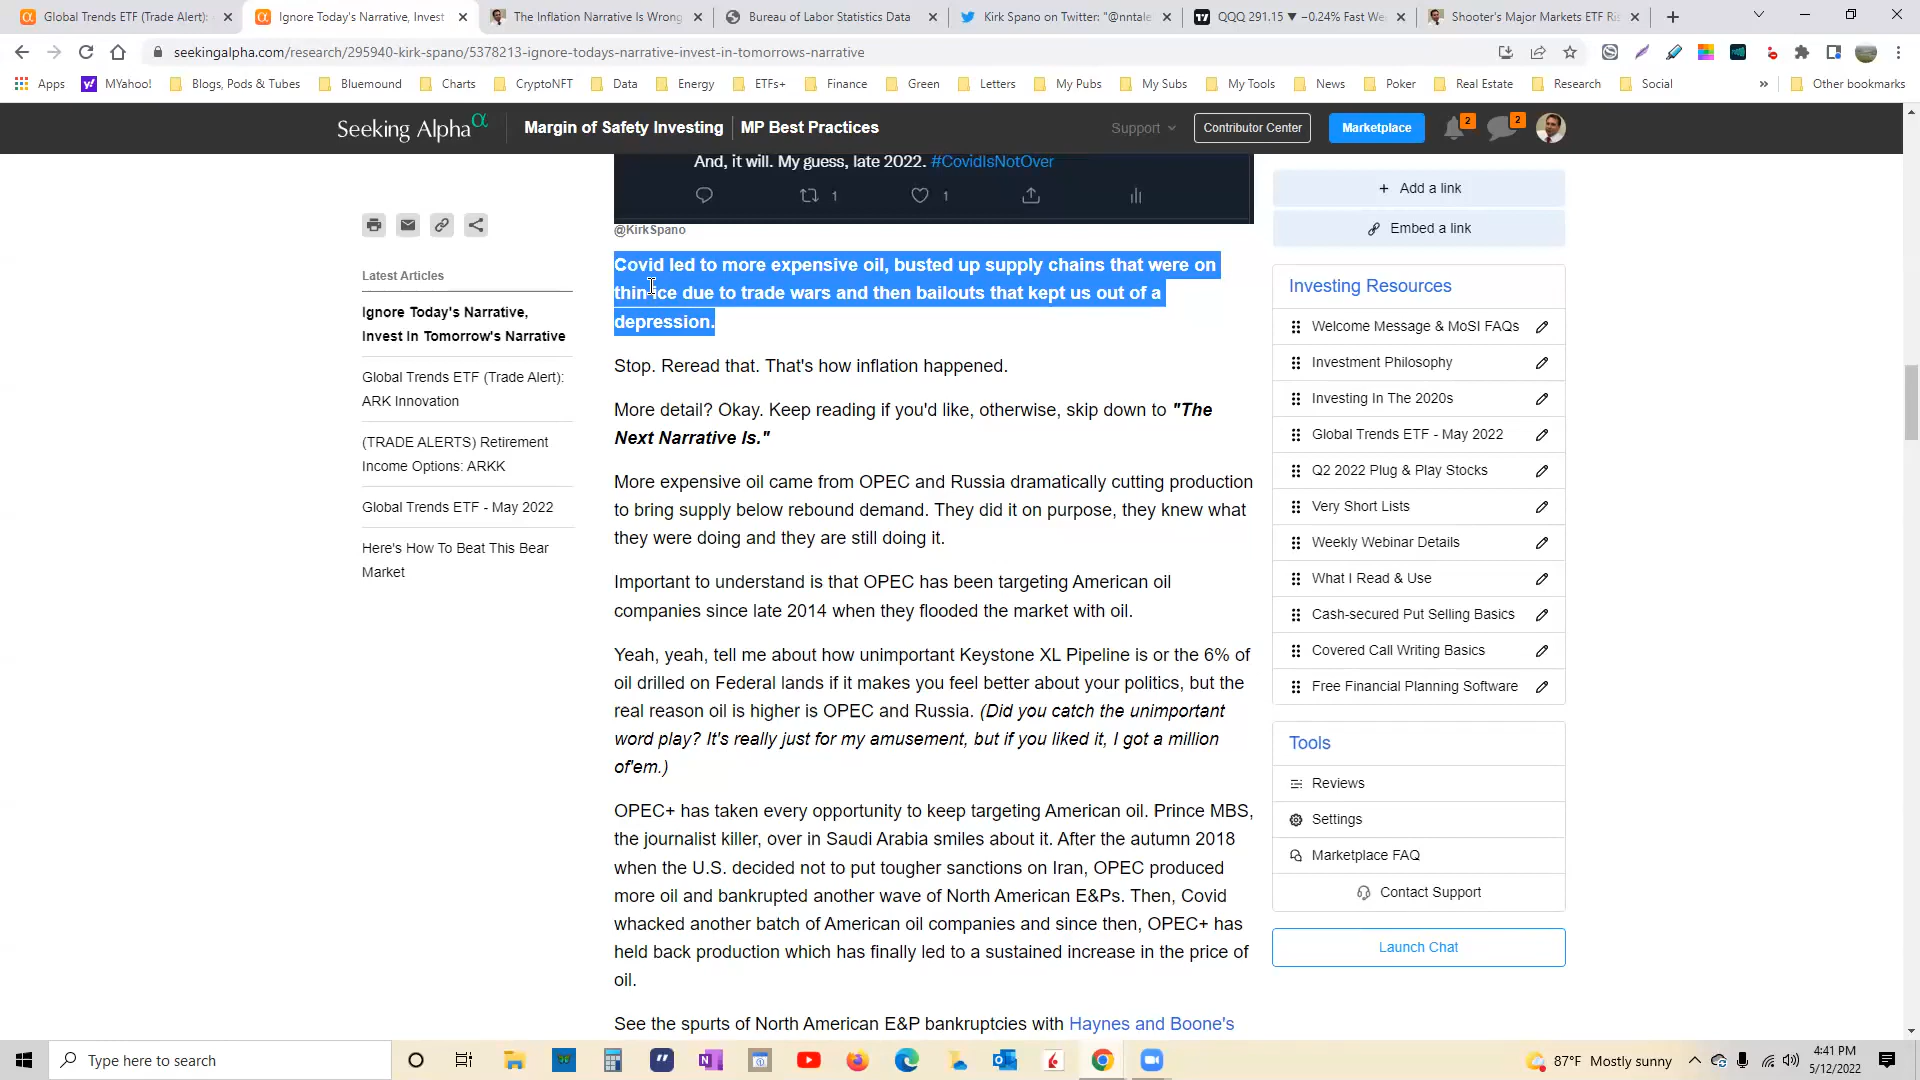 Global Trends ETF (Trade Alert):
Ignore Today's Narrative, Invest
The Inflation Narrative Is Wrong
Bureau of Labor Statistics Data
Kirk Spano on Twitter: "@nntale
QQQ 291.15 ▼ −0.24% Fast We
Shooter's Major Markets ETF Ri
seekingalpha.com/research/295940-kirk-spano/5378213-ignore-todays-narrative-invest-in-tomorrows-narrative
Apps
MYahoo!
Blogs, Pods & Tubes
Bluemound
Charts
CryptoNFT
Data
Energy
ETFs+
Finance
Green
Letters
My Pubs
My Subs
My Tools
News
Poker
Real Estate
Research
Social
»
Other bookmarks
Seeking Alpha α
Margin of Safety Investing
MP Best Practices
Support
Contributor Center
Marketplace
2
2
Latest Articles
Ignore Today's Narrative,
Invest In Tomorrow's Narrative
Global Trends ETF (Trade Alert):
ARK Innovation
(TRADE ALERTS) Retirement
Income Options: ARKK
Global Trends ETF - May 2022
Here's How To Beat This Bear
Market
And, it will. My guess, late 2022. #CovidIsNotOver
1
1
@KirkSpano
Covid led to more expensive oil, busted up supply chains that were on
thin ice due to trade wars and then bailouts that kept us out of a
depression.
Stop. Reread that. That's how inflation happened.
More detail? Okay. Keep reading if you'd like, otherwise, skip down to "The
Next Narrative Is."
More expensive oil came from OPEC and Russia dramatically cutting production
to bring supply below rebound demand. They did it on purpose, they knew what
they were doing and they are still doing it.
Important to understand is that OPEC has been targeting American oil
companies since late 2014 when they flooded the market with oil.
Yeah, yeah, tell me about how unimportant Keystone XL Pipeline is or the 6% of
oil drilled on Federal lands if it makes you feel better about your politics, but the
real reason oil is higher is OPEC and Russia. (Did you catch the unimportant
word play? It's really just for my amusement, but if you liked it, I got a million
of'em.)
OPEC+ has taken every opportunity to keep targeting American oil. Prince MBS,
the journalist killer, over in Saudi Arabia smiles about it. After the autumn 2018
when the U.S. decided not to put tougher sanctions on Iran, OPEC produced
more oil and bankrupted another wave of North American E&Ps. Then, Covid
whacked another batch of American oil companies and since then, OPEC+ has
held back production which has finally led to a sustained increase in the price of
oil.
See the spurts of North American E&P bankruptcies with Haynes and Boone's
+ Add a link
Embed a link
Investing Resources
Welcome Message & MoSI FAQs
Investment Philosophy
Investing In The 2020s
Global Trends ETF - May 2022
Q2 2022 Plug & Play Stocks
Very Short Lists
Weekly Webinar Details
What I Read & Use
Cash-secured Put Selling Basics
Covered Call Writing Basics
Free Financial Planning Software
Tools
Reviews
Settings
Marketplace FAQ
Contact Support
Launch Chat
Type here to search
87°F Mostly sunny
4:41 PM
5/12/2022